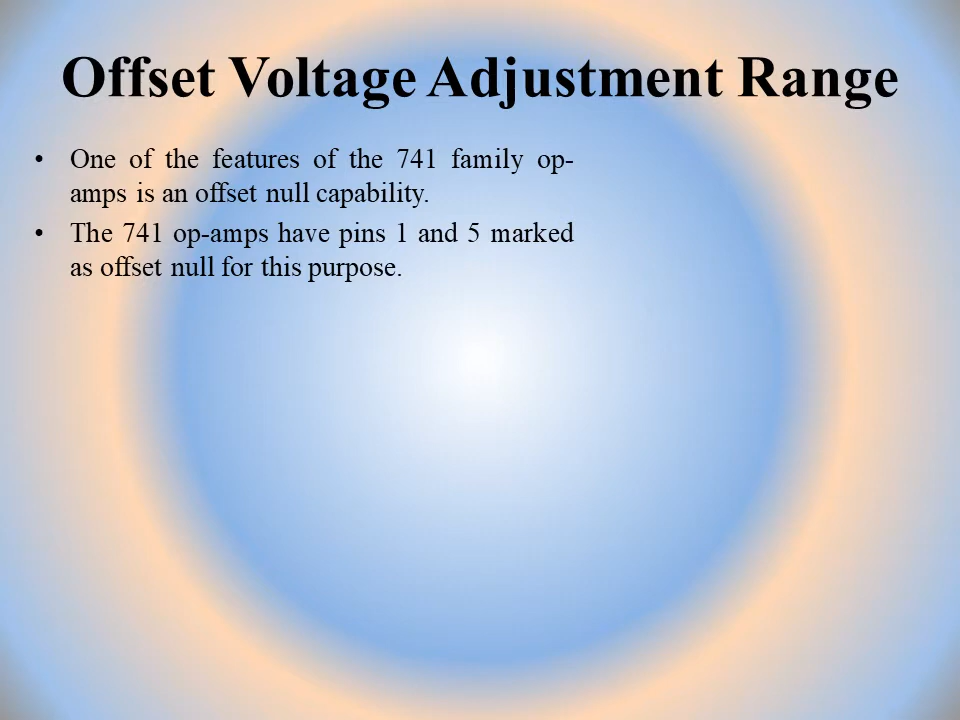 Offset Voltage Adjustment Range
• One of the features of the 741 family op-
amps is an offset null capability.
• The 741 op-amps have pins 1 and 5 marked
as offset null for this purpose.